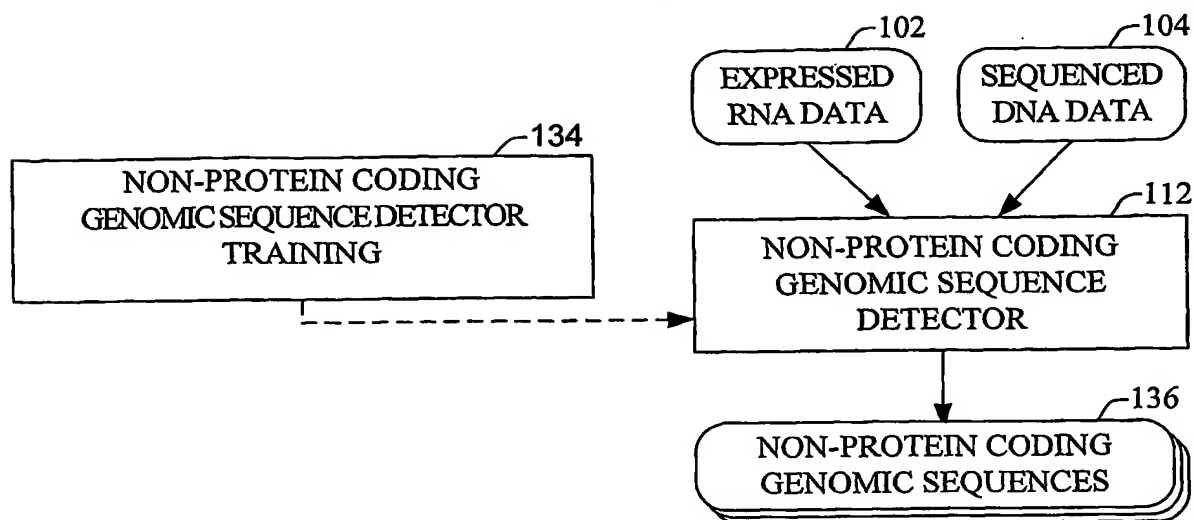 102
104
EXPRESSED
RNA DATA
SEQUENCED
DNA DATA
134
NON-PROTEIN CODING
GENOMIC SEQUENCE DETECTOR
TRAINING
112
NON-PROTEIN CODING
GENOMIC SEQUENCE
DETECTOR
136
NON-PROTEIN CODING
GENOMIC SEQUENCES